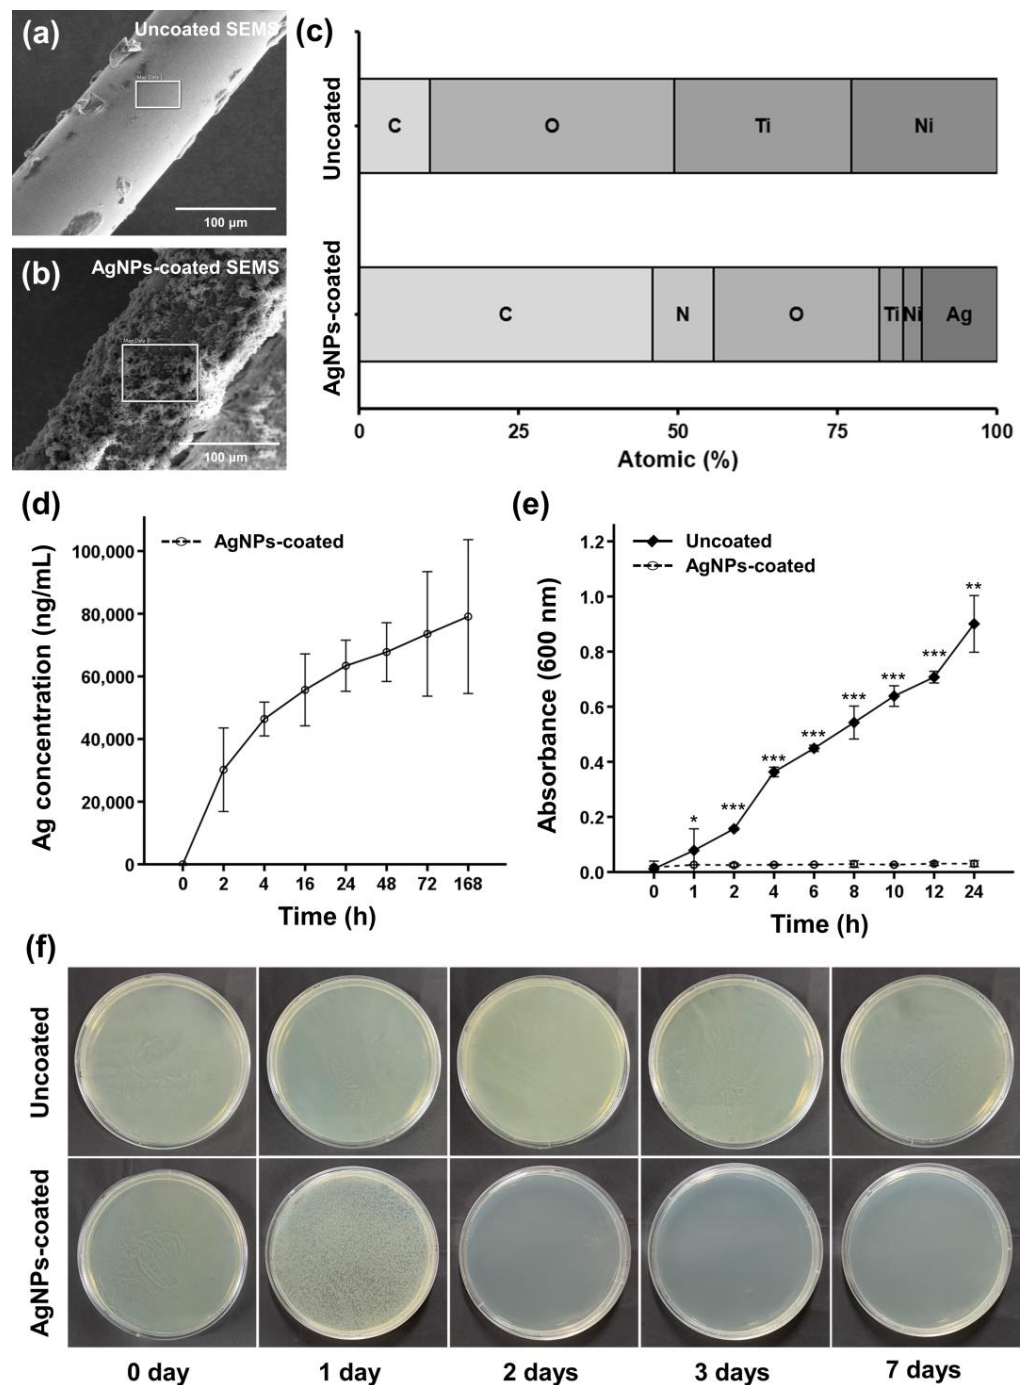 (a)
Uncoated SEMS
100 μm
(b)
AgNPs-coated SEMS
100 μm
(c)
Uncoated
C O Ti Ni
AgNPs-coated
C N O Ti Ni Ag
0 25 50 75 100
Atomic (%)
(d)
AgNPs-coated
Ag concentration (ng/mL)
100,000
80,000
60,000
40,000
20,000
0
0 2 4 16 24 48 72 168
Time (h)
(e)
Uncoated
AgNPs-coated
Absorbance (600 nm)
1.2
1.0
0.8
0.6
0.4
0.2
0.0
* *** *** *** *** *** *** **
0 1 2 4 6 8 10 12 24
Time (h)
(f)
Uncoated
AgNPs-coated
0 day 1 day 2 days 3 days 7 days